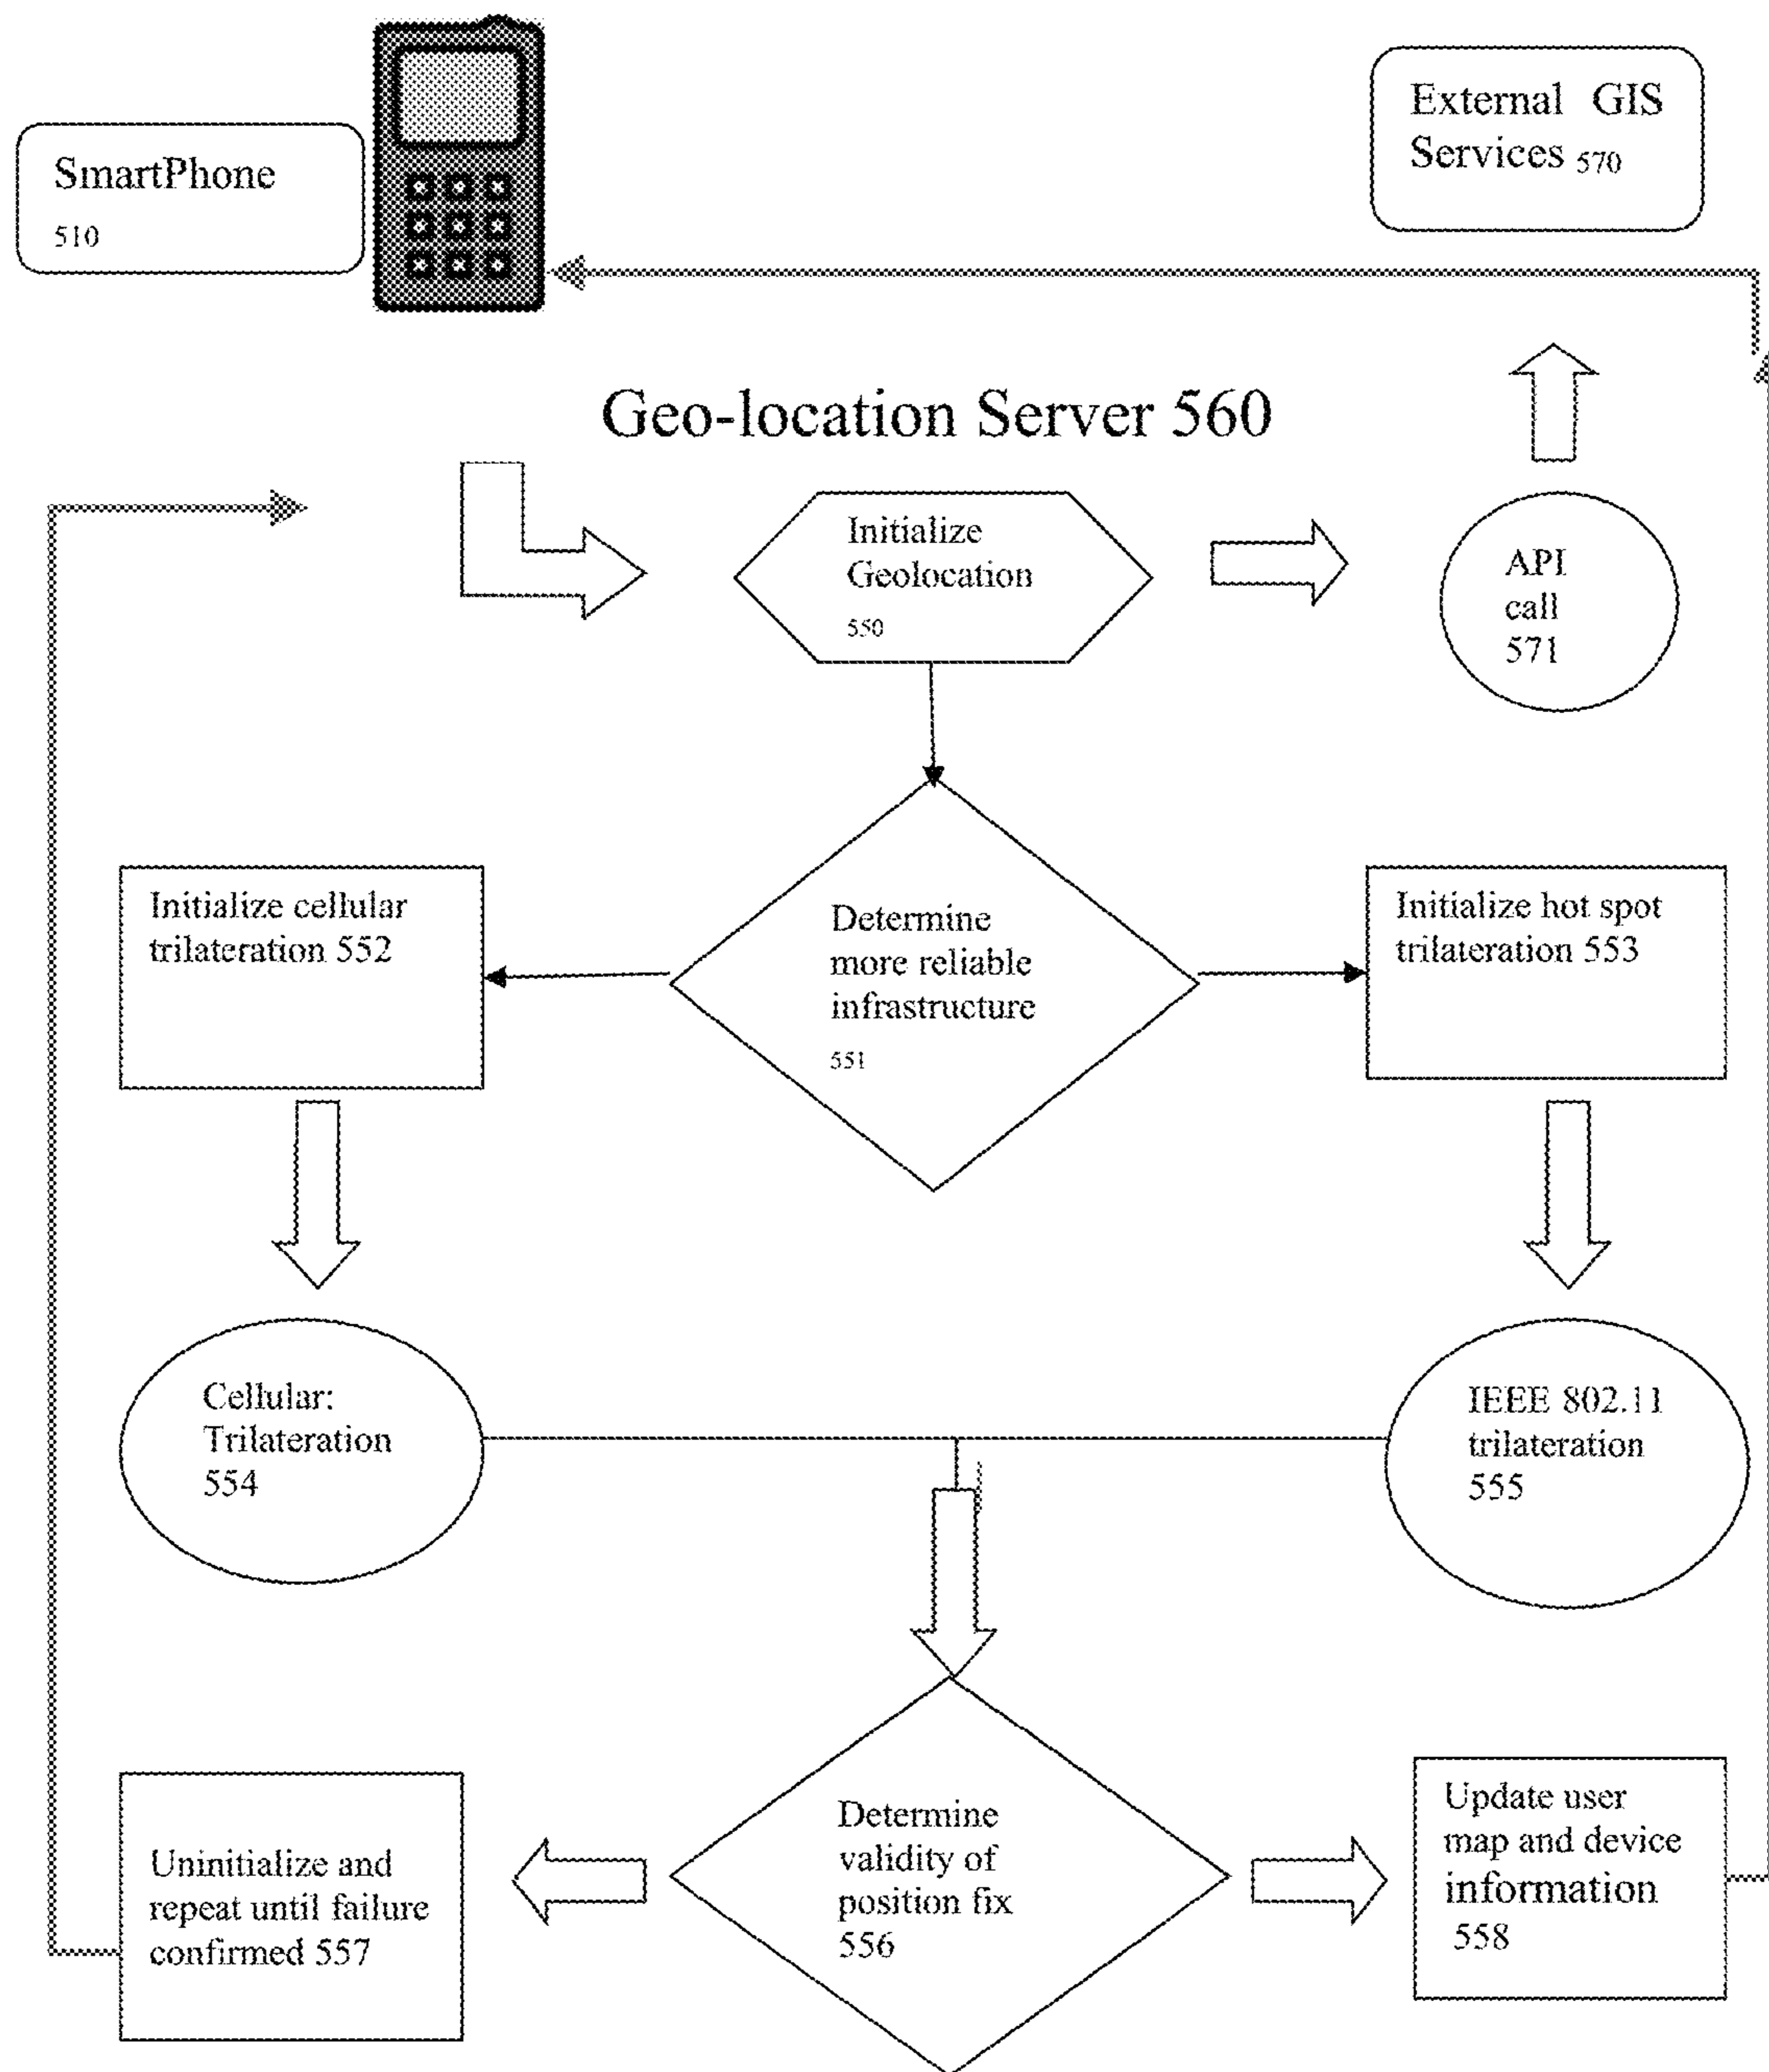 SmartPhone
510
External GIS
Services 570
Geo-location Server 560
Initialize
Geolocation
550
API
call
571
Initialize cellular
trilateration 552
Determine
more reliable
infrastructure
551
Initialize hot spot
trilateration 553
Cellular:
Trilateration
554
IEEE 802.11
trilateration
555
Uninitialize and
repeat until failure
confirmed 557
Determine
validity of
position fix
556
Update user
map and device
information
558